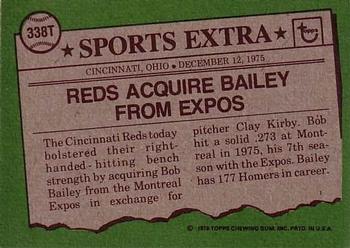 338T
★ SPORTS EXTRA ★
Topps
CINCINNATI, OHIO • DECEMBER 12, 1975
REDS ACQUIRE BAILEY
FROM EXPOS
The Cincinnati Reds today
bolstered their right-
handed-hitting bench
strength by acquiring Bob
Bailey from the Montreal
Expos in exchange for
pitcher Clay Kirby. Bob
hit a solid .273 at Mont-
real in 1975, his 7th sea-
son with the Expos. Bailey
has 177 Homers in career.
© 1976 TOPPS CHEWING GUM, INC. PRTD. IN U.S.A.